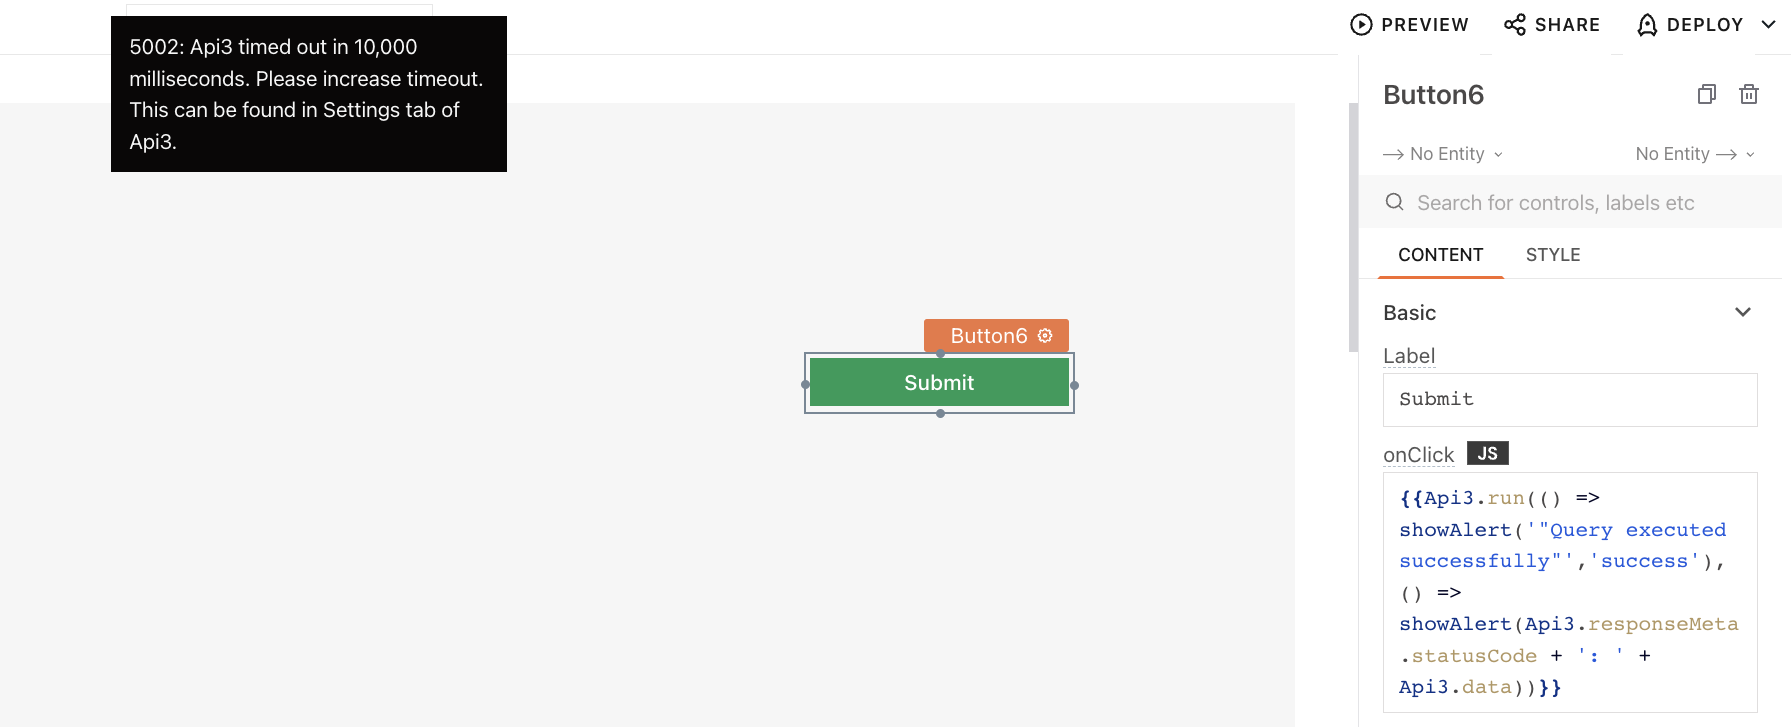 5002: Api3 timed out in 10,000
milliseconds. Please increase timeout.
This can be found in Settings tab of
Api3.
PREVIEW
SHARE
DEPLOY
Button6
No Entity
No Entity
Search for controls, labels etc
CONTENT
STYLE
Basic
Label
Submit
onClick JS
{{Api3.run(() =>
showAlert('"Query executed
successfully"','success'),
() =>
showAlert(Api3.responseMeta
.statusCode + ': ' +
Api3.data))}}
Button6
Submit